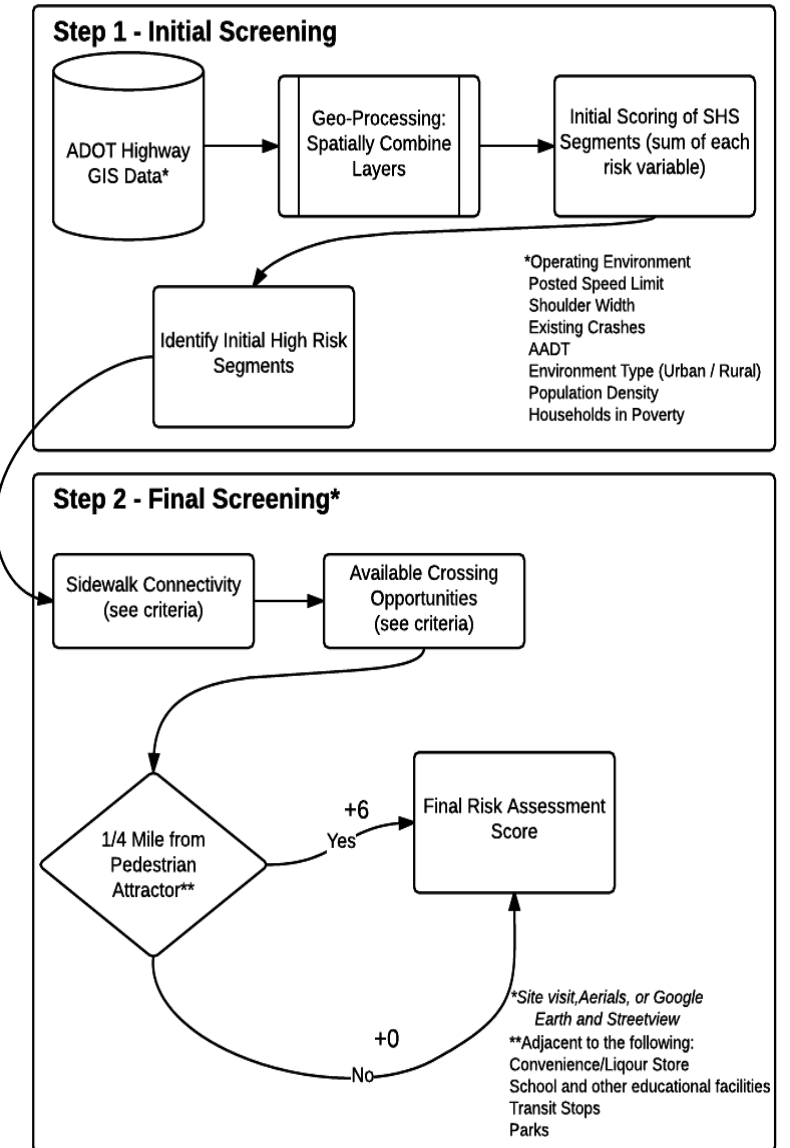 Step 1 - Initial Screening
ADOT Highway
GIS Data*
Geo-Processing:
Spatially Combine
Layers
Initial Scoring of SHS
Segments (sum of each
risk variable)
Identify Initial High Risk
Segments
*Operating Environment
Posted Speed Limit
Shoulder Width
Existing Crashes
AADT
Environment Type (Urban / Rural)
Population Density
Households in Poverty
Step 2 - Final Screening*
Sidewalk Connectivity
(see criteria)
Available Crossing
Opportunities
(see criteria)
1/4 Mile from
Pedestrian
Attractor**
+6
Yes
Final Risk Assessment
Score
+0
No
*Site visit,Aerials, or Google
Earth and Streetview
**Adjacent to the following:
Convenience/Liqour Store
School and other educational facilities
Transit Stops
Parks